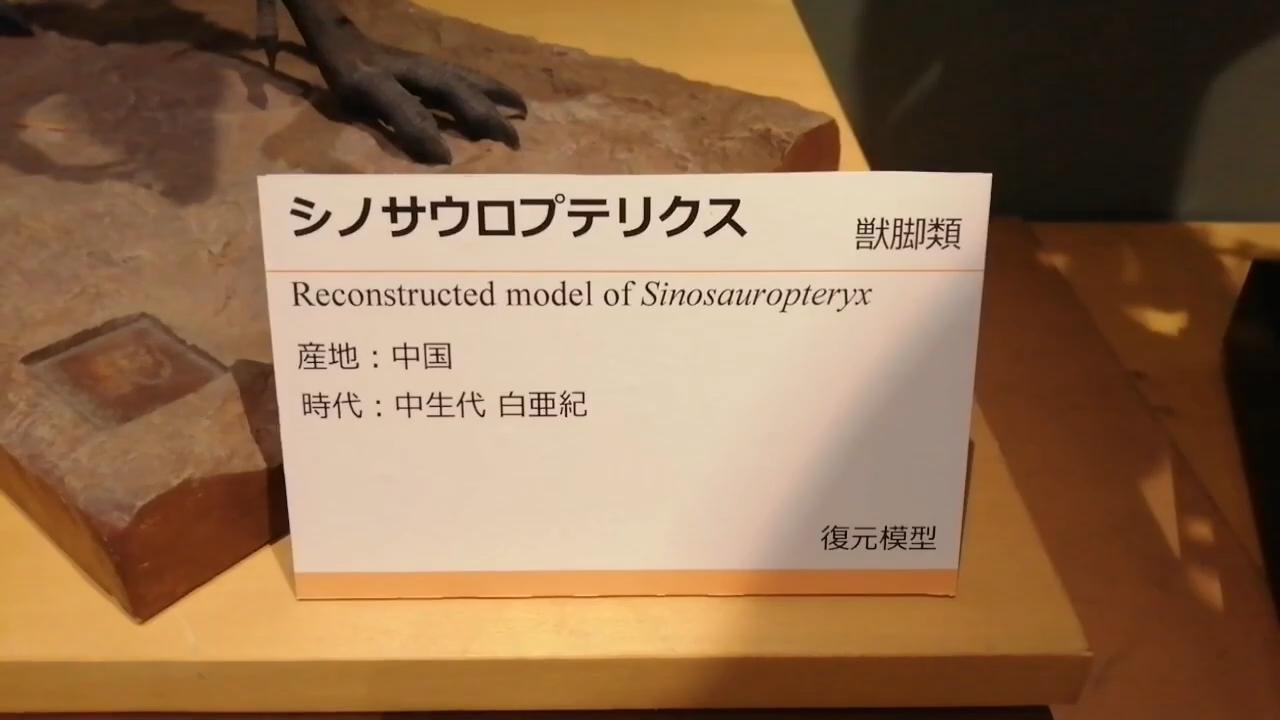 シノサウロプテリクス 獣脚類
Reconstructed model of Sinosauropteryx
産地：中国
時代：中生代 白亜紀
復元模型